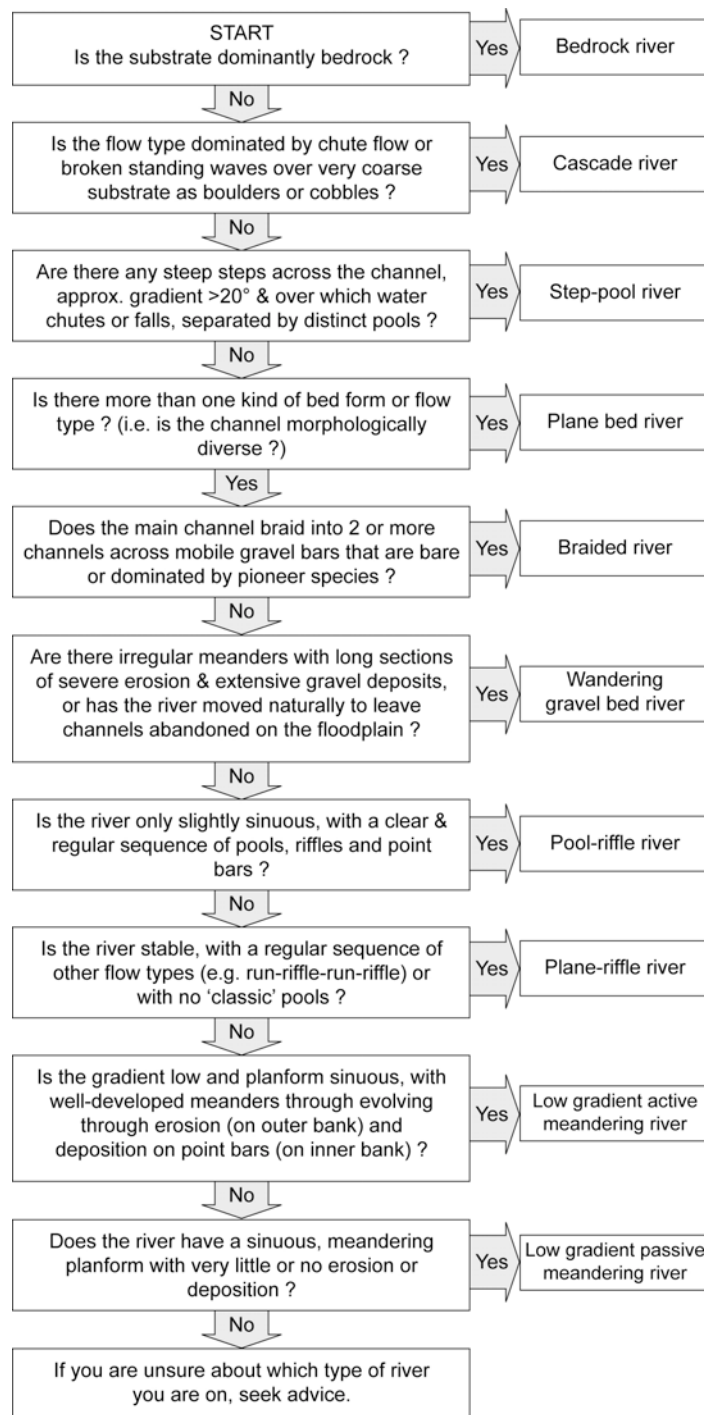 START
Is the substrate dominantly bedrock ?
Yes
Bedrock river
No
Is the flow type dominated by chute flow or
broken standing waves over very coarse
substrate as boulders or cobbles ?
Yes
Cascade river
No
Are there any steep steps across the channel,
approx. gradient >20° & over which water
chutes or falls, separated by distinct pools ?
Yes
Step-pool river
No
Is there more than one kind of bed form or flow
type ? (i.e. is the channel morphologically
diverse ?)
Yes
Plane bed river
Yes
Does the main channel braid into 2 or more
channels across mobile gravel bars that are bare
or dominated by pioneer species ?
Yes
Braided river
No
Are there irregular meanders with long sections
of severe erosion & extensive gravel deposits,
or has the river moved naturally to leave
channels abandoned on the floodplain ?
Yes
Wandering
gravel bed river
No
Is the river only slightly sinuous, with a clear &
regular sequence of pools, riffles and point
bars ?
Yes
Pool-riffle river
No
Is the river stable, with a regular sequence of
other flow types (e.g. run-riffle-run-riffle) or
with no ‘classic’ pools ?
Yes
Plane-riffle river
No
Is the gradient low and planform sinuous, with
well-developed meanders through evolving
through erosion (on outer bank) and
deposition on point bars (on inner bank) ?
Yes
Low gradient active
meandering river
No
Does the river have a sinuous, meandering
planform with very little or no erosion or
deposition ?
Yes
Low gradient passive
meandering river
No
If you are unsure about which type of river
you are on, seek advice.